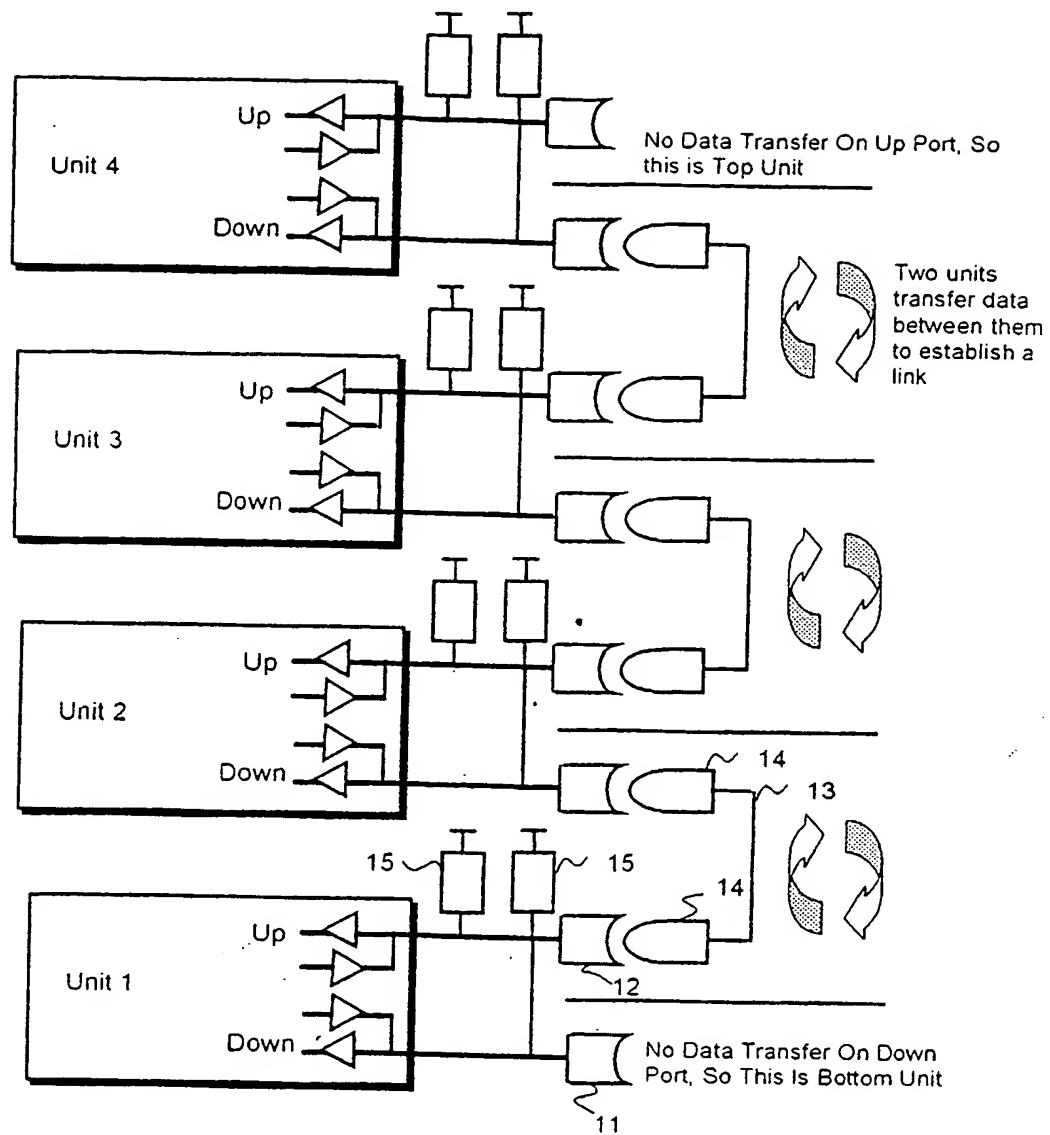 Up
No Data Transfer On Up Port, So
this is Top Unit
Unit 4
Down
Two units
transfer data
between them
to establish a
link
Up
Unit 3
Down
Up
Unit 2
Down
14
13
15
15
14
Up
Unit 1
12
Down
No Data Transfer On Down
Port, So This Is Bottom Unit
11